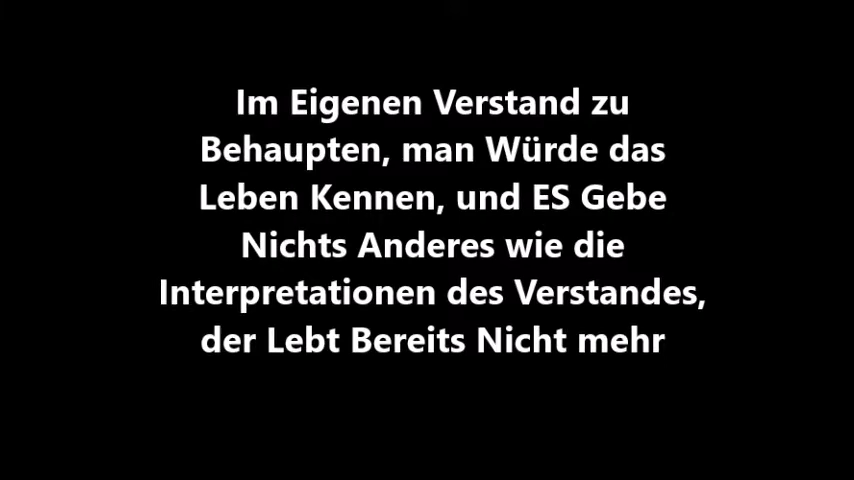 Im Eigenen Verstand zu
Behaupten, man Würde das
Leben Kennen, und ES Gebe
Nichts Anderes wie die
Interpretationen des Verstandes,
der Lebt Bereits Nicht mehr